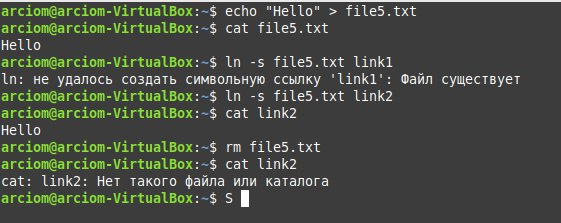 arciom@arciom-VirtualBox:~$ echo "Hello" > file5.txt
arciom@arciom-VirtualBox:~$ cat file5.txt
Hello
arciom@arciom-VirtualBox:~$ ln -s file5.txt link1
ln: не удалось создать символьную ссылку 'link1': Файл существует
arciom@arciom-VirtualBox:~$ ln -s file5.txt link2
arciom@arciom-VirtualBox:~$ cat link2
Hello
arciom@arciom-VirtualBox:~$ rm file5.txt
arciom@arciom-VirtualBox:~$ cat link2
cat: link2: Нет такого файла или каталога
arciom@arciom-VirtualBox:~$ S